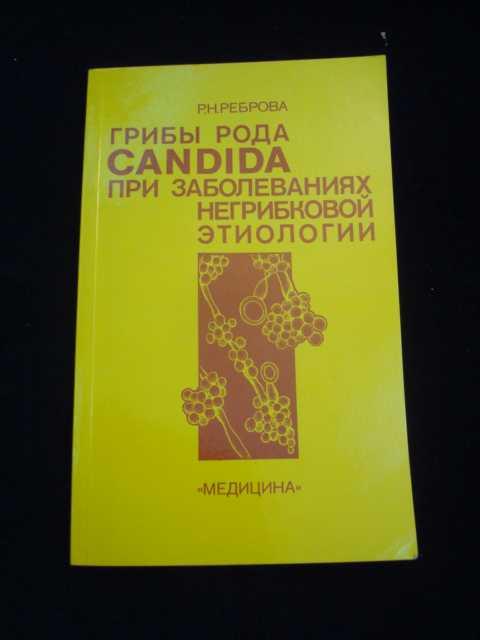 Р.Н.РЕБРОВА
ГРИБЫ РОДА
CANDIDA
ПРИ ЗАБОЛЕВАНИЯХ
НЕГРИБКОВОЙ
ЭТИОЛОГИИ
«МЕДИЦИНА»